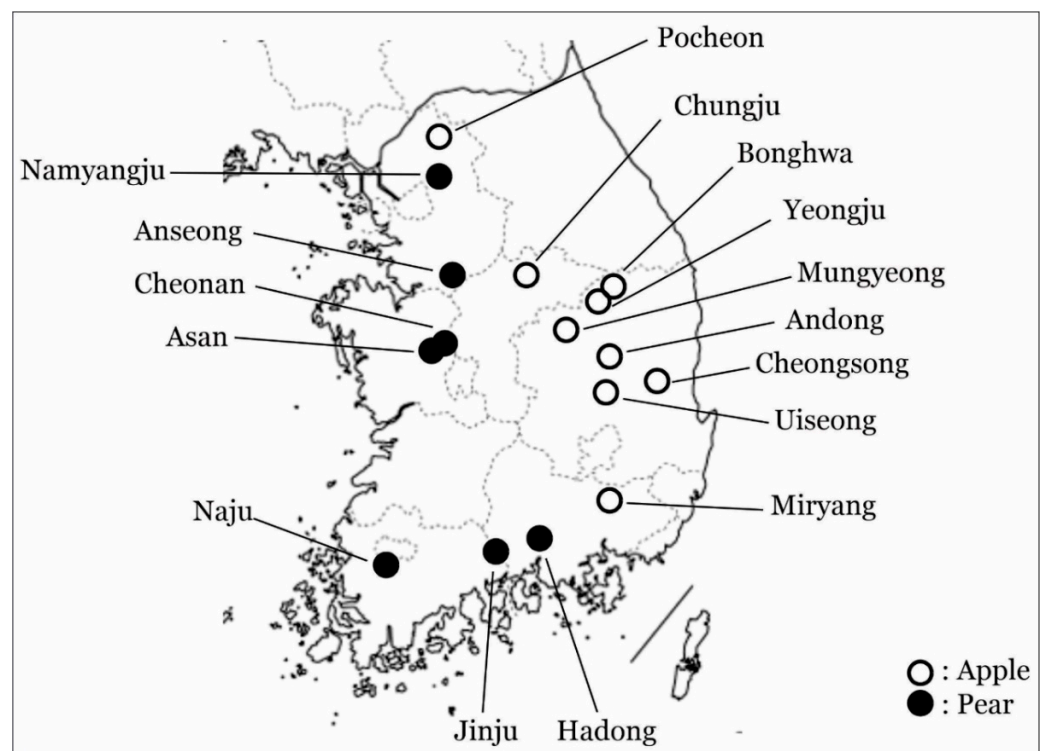 Pocheon
Chungju
Namyangju
Bonghwa
Yeongju
Anseong
Mungyeong
Cheonan
Andong
Asan
Cheongsong
Uiseong
Naju
Miryang
: Apple
: Pear
Jinju
Hadong